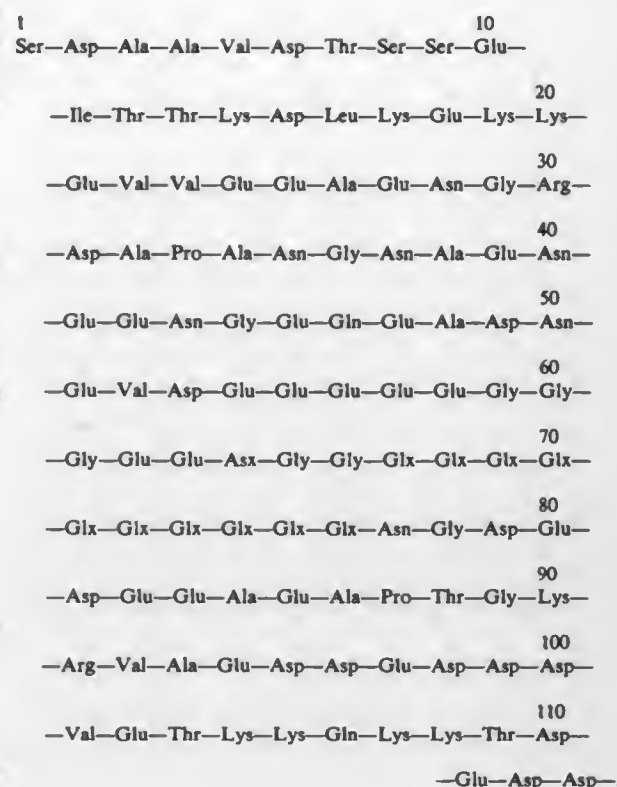 1 10
Ser—Asp—Ala—Ala—Val—Asp—Thr—Ser—Ser—Glu—
20
—Ile—Thr—Thr—Lys—Asp—Leu—Lys—Glu—Lys—Lys—
30
—Glu—Val—Val—Glu—Glu—Ala—Glu—Asn—Gly—Arg—
40
—Asp—Ala—Pro—Ala—Asn—Gly—Asn—Ala—Glu—Asn—
50
—Glu—Glu—Asn—Gly—Glu—Gln—Glu—Ala—Asp—Asn—
60
—Glu—Val—Asp—Glu—Glu—Glu—Glu—Glu—Gly—Gly—
70
—Gly—Glu—Glu—Asx—Gly—Gly—Glx—Glx—Glx—Glx—
80
—Glx—Glx—Glx—Glx—Glx—Glx—Asn—Gly—Asp—Glu—
90
—Asp—Glu—Glu—Ala—Glu—Ala—Pro—Thr—Gly—Lys—
100
—Arg—Val—Ala—Glu—Asp—Asp—Glu—Asp—Asp—Asp—
110
—Val—Glu—Thr—Lys—Lys—Gln—Lys—Lys—Thr—Asp—
—Glu—Asp—Asp—